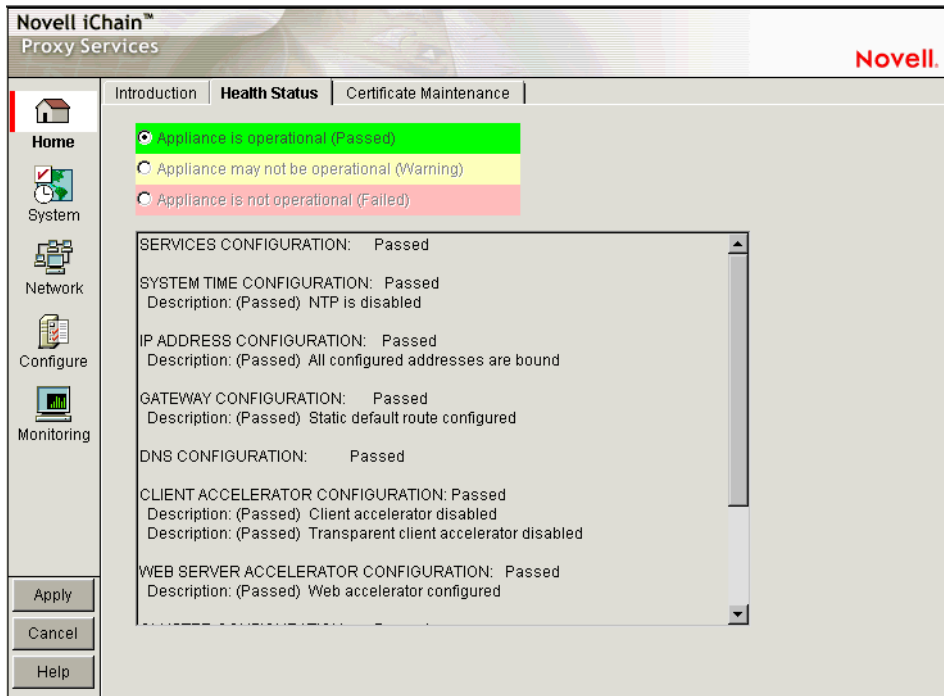 Novell iChain™
Proxy Services
Novell.
Introduction
Health Status
Certificate Maintenance
Home
System
Network
Configure
Monitoring
Appliance is operational (Passed)
Appliance may not be operational (Warning)
Appliance is not operational (Failed)
SERVICES CONFIGURATION: Passed
SYSTEM TIME CONFIGURATION: Passed
Description: (Passed) NTP is disabled
IP ADDRESS CONFIGURATION: Passed
Description: (Passed) All configured addresses are bound
GATEWAY CONFIGURATION: Passed
Description: (Passed) Static default route configured
DNS CONFIGURATION: Passed
CLIENT ACCELERATOR CONFIGURATION: Passed
Description: (Passed) Client accelerator disabled
Description: (Passed) Transparent client accelerator disabled
WEB SERVER ACCELERATOR CONFIGURATION: Passed
Description: (Passed) Web accelerator configured
Apply
Cancel
Help